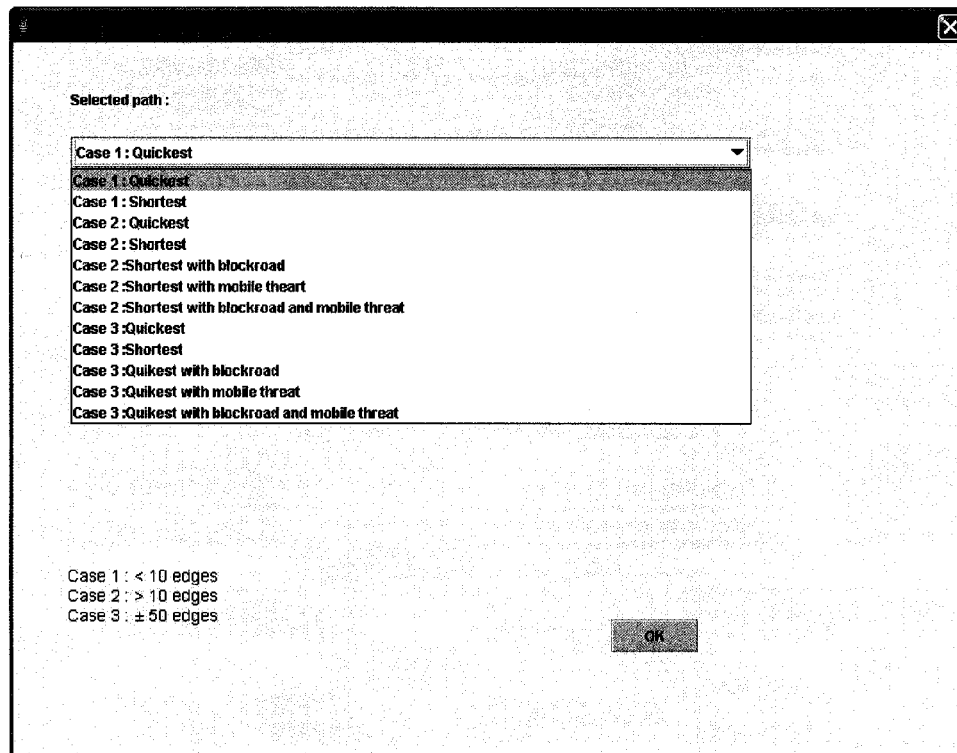 Selected path :
Case 1 : Quickest
Case 1 : Quickest
Case 1 : Shortest
Case 2 : Quickest
Case 2 : Shortest
Case 2 :Shortest with blockroad
Case 2 :Shortest with mobile theart
Case 2 :Shortest with blockroad and mobile threat
Case 3 :Quickest
Case 3 :Shortest
Case 3 :Quikest with blockroad
Case 3 :Quikest with mobile threat
Case 3 :Quikest with blockroad and mobile threat
Case 1 : < 10 edges
Case 2 : > 10 edges
Case 3 : ± 50 edges
OK